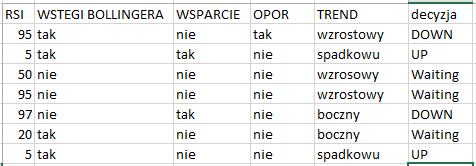 RSI WSTEGI BOLLINGERA WSPARCIE OPOR TREND decyzja
95 tak nie tak wzrostowy DOWN
5 tak tak nie spadkowu UP
50 nie nie nie wzrosowy Waiting
95 nie nie nie wzrostowy Waiting
97 nie tak nie boczny DOWN
20 tak nie nie boczny Waiting
5 tak nie nie spadkowu UP